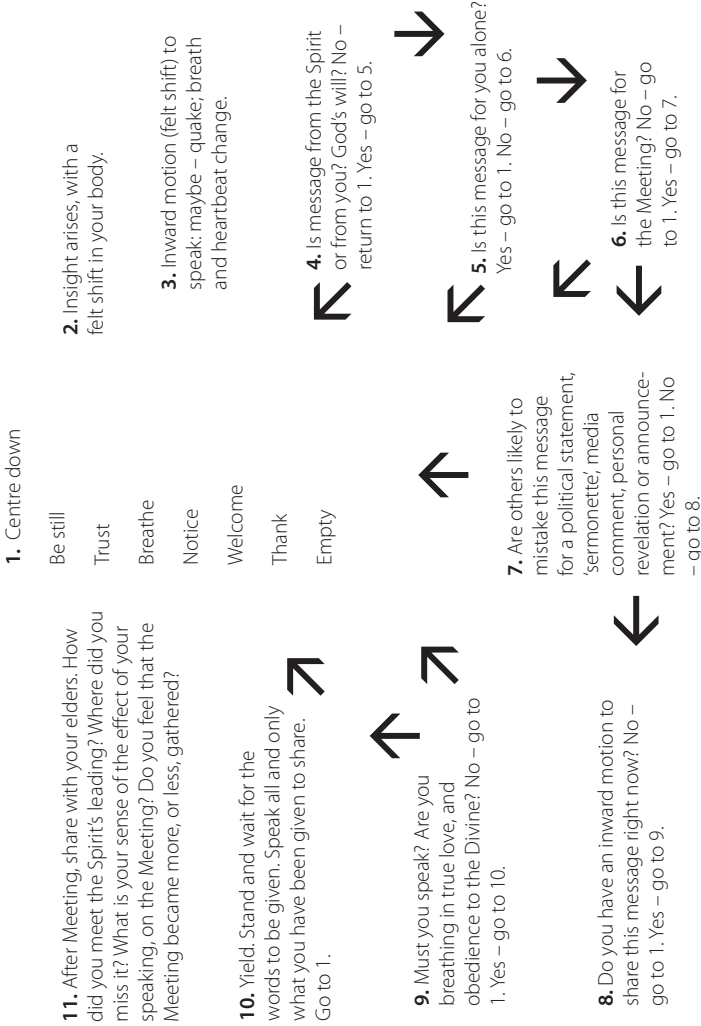 1. Centre down
Be still
Trust
Breathe
Notice
Welcome
Thank
Empty
2. Insight arises, with a
felt shift in your body.
3. Inward motion (felt shift) to
speak: maybe – quake; breath
and heartbeat change.
4. Is message from the Spirit
or from you? God's will? No –
return to 1. Yes – go to 5.
5. Is this message for you alone?
Yes – go to 1. No – go to 6.
6. Is this message for
the Meeting? No – go
to 1. Yes – go to 7.
7. Are others likely to
mistake this message
for a political statement,
'sermonette', media
comment, personal
revelation or announce-
ment? Yes – go to 1. No
– go to 8.
8. Do you have an inward motion to
share this message right now? No –
go to 1. Yes – go to 9.
9. Must you speak? Are you
breathing in true love, and
obedience to the Divine? No – go to
1. Yes – go to 10.
10. Yield. Stand and wait for the
words to be given. Speak all and only
what you have been given to share.
Go to 1.
11. After Meeting, share with your elders. How
did you meet the Spirit's leading? Where did you
miss it? What is your sense of the effect of your
speaking, on the Meeting? Do you feel that the
Meeting became more, or less, gathered?